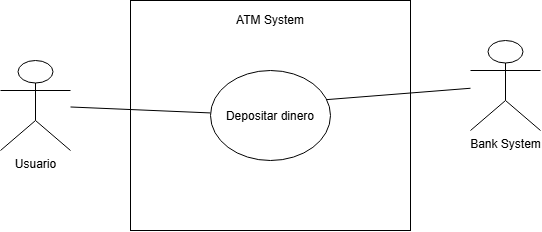 ATM System
Depositar dinero
Usuario
Bank System